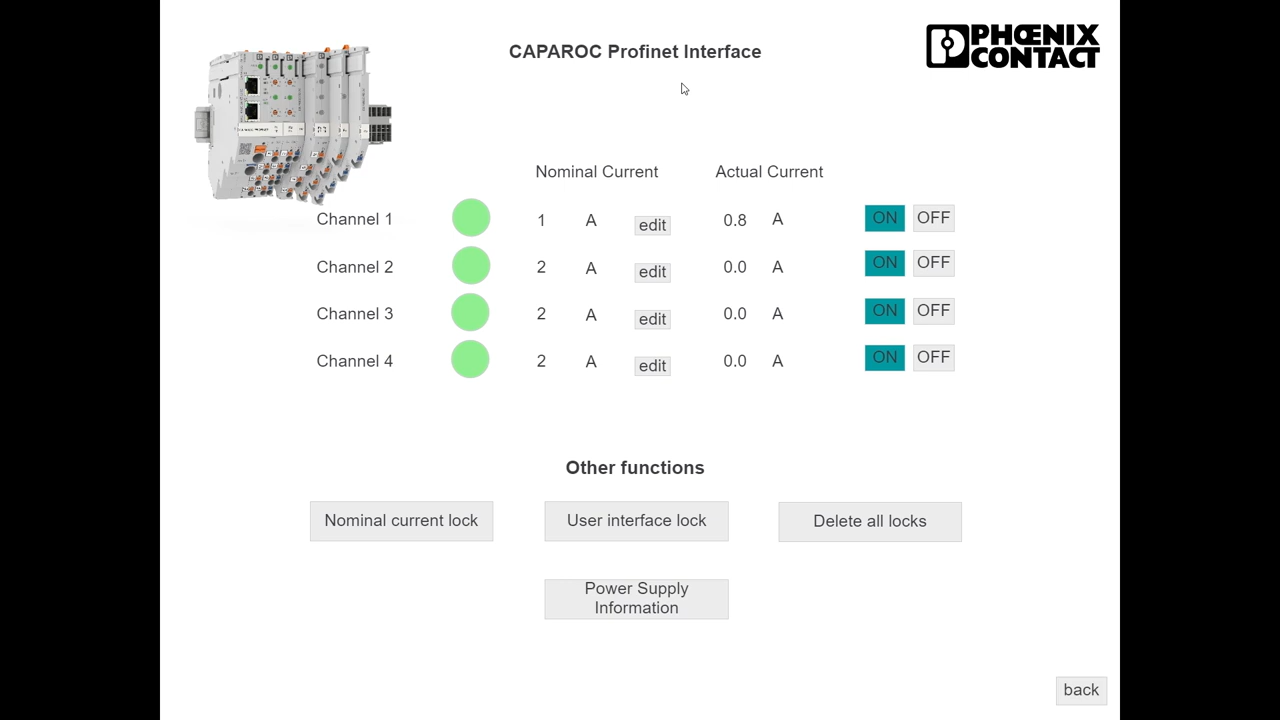 CAPAROC Profinet Interface
PHŒNIX
CONTACT
Nominal Current Actual Current
Channel 1 1 A edit 0.8 A ON OFF
Channel 2 2 A edit 0.0 A ON OFF
Channel 3 2 A edit 0.0 A ON OFF
Channel 4 2 A edit 0.0 A ON OFF
Other functions
Nominal current lock User interface lock Delete all locks
Power Supply
Information
back